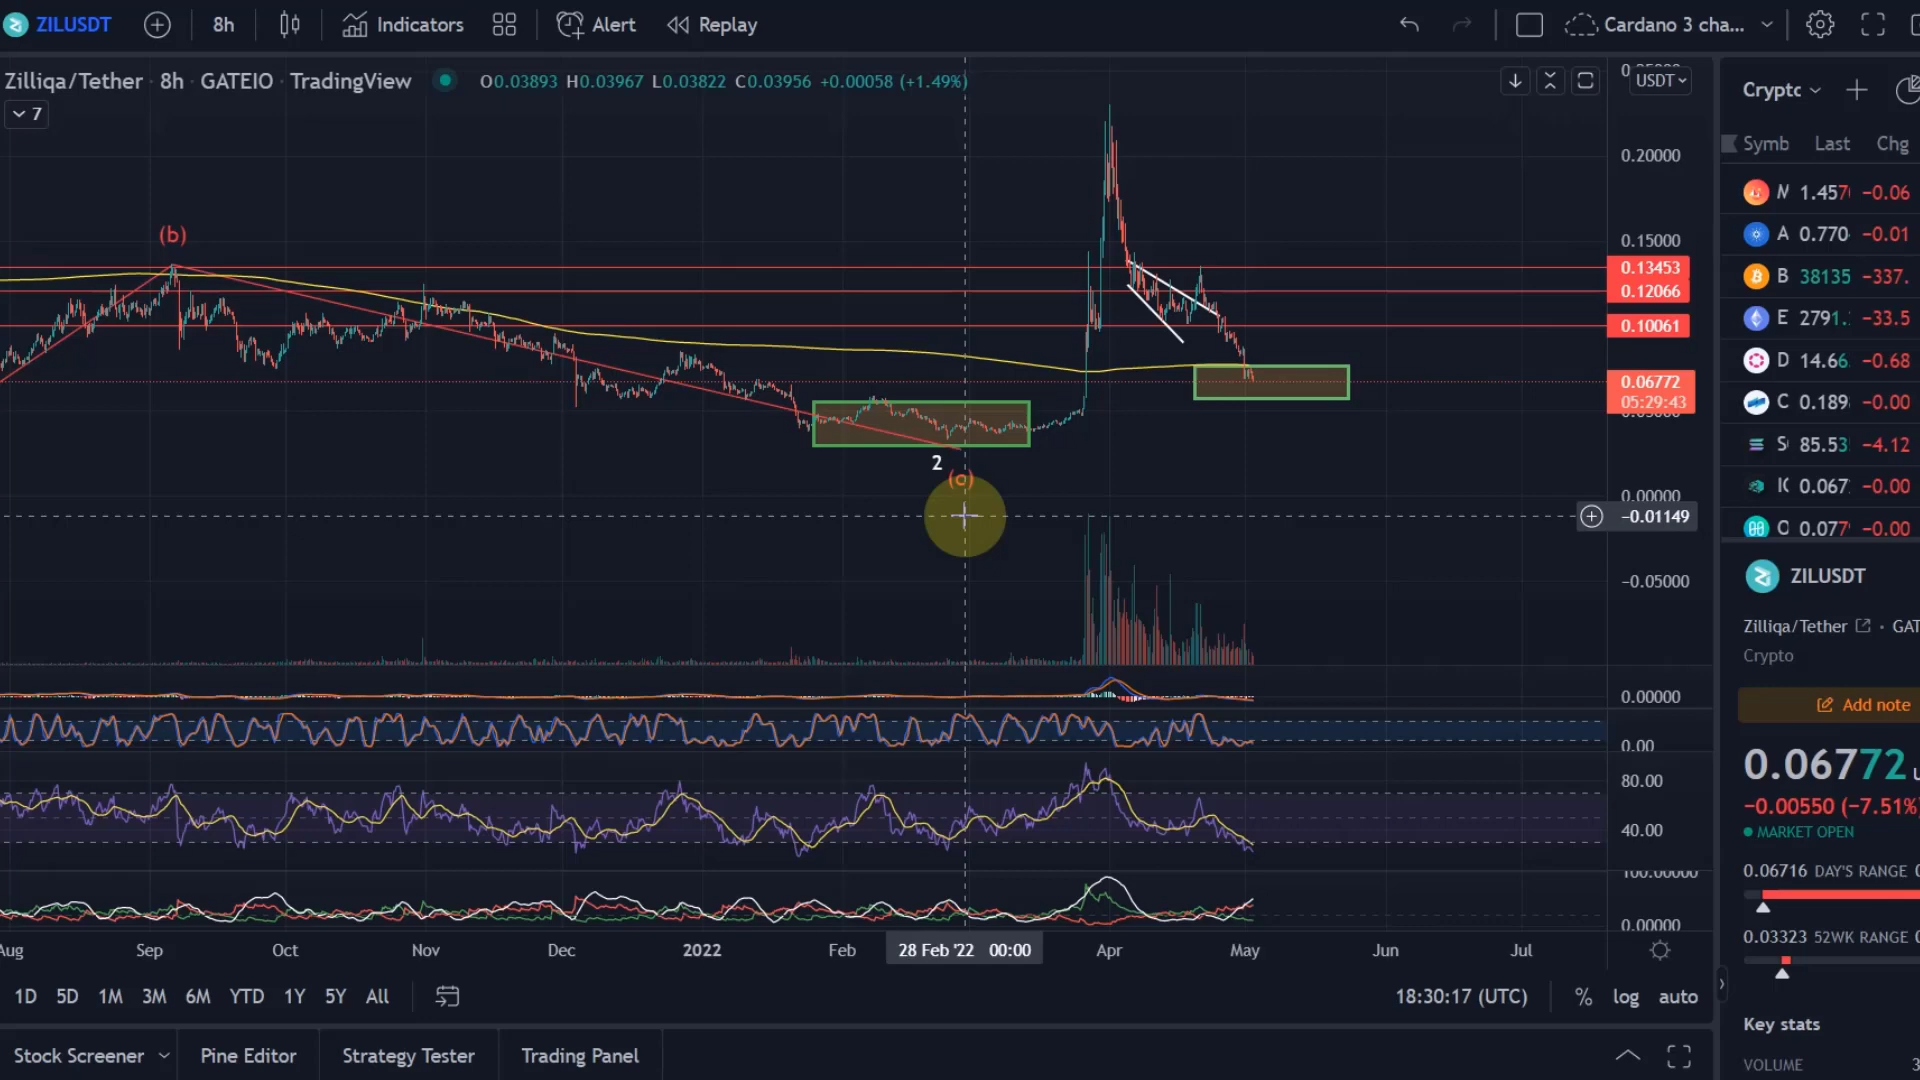 ZILUSDT 8h Indicators Alert Replay Cardano 3 cha...
Zilliqa/Tether · 8h · GATEIO · TradingView O0.03893 H0.03967 L0.03822 C0.03956 +0.00058 (+1.49%)
7
USDT
0.20000
0.15000
0.13453
0.12066
0.10061
0.06772
05:29:43
0.00000
−0.01149
−0.05000
0.00000
0.00
80.00
40.00
0.00000
(b)
2
(c)
Aug Sep Oct Nov Dec 2022 Feb 28 Feb '22 00:00 Apr May Jun Jul
1D 5D 1M 3M 6M YTD 1Y 5Y All 18:30:17 (UTC) % log auto
Stock Screener Pine Editor Strategy Tester Trading Panel
Symb Last Chg
1.457 −0.06
A 0.770 −0.01
B 38135 −337.
E 2791. −33.5
D 14.66 −0.68
C 0.189 −0.00
85.53 −4.12
0.067 −0.00
O 0.077 −0.00
ZILUSDT
Zilliqa/Tether · GAT
Crypto
Add note
0.06772
−0.00550 (−7.51%
MARKET OPEN
0.06716 DAY'S RANGE
0.03323 52WK RANGE
Key stats
VOLUME